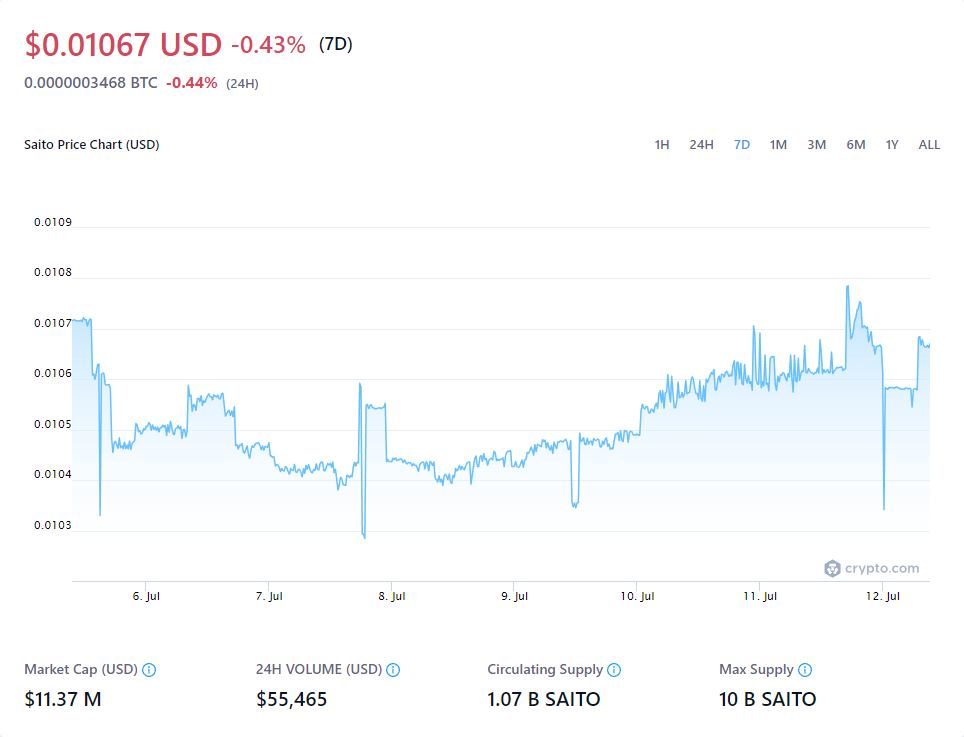 $0.01067 USD -0.43% (7D)
0.0000003468 BTC -0.44% (24H)
Saito Price Chart (USD) 1H 24H 7D 1M 3M 6M 1Y ALL
0.0109
0.0108
0.0107
0.0106
0.0105
0.0104
0.0103
crypto.com
6. Jul 7. Jul 8. Jul 9. Jul 10. Jul 11. Jul 12. Jul
Market Cap (USD) 24H VOLUME (USD) Circulating Supply Max Supply
$11.37 M $55,465 1.07 B SAITO 10 B SAITO